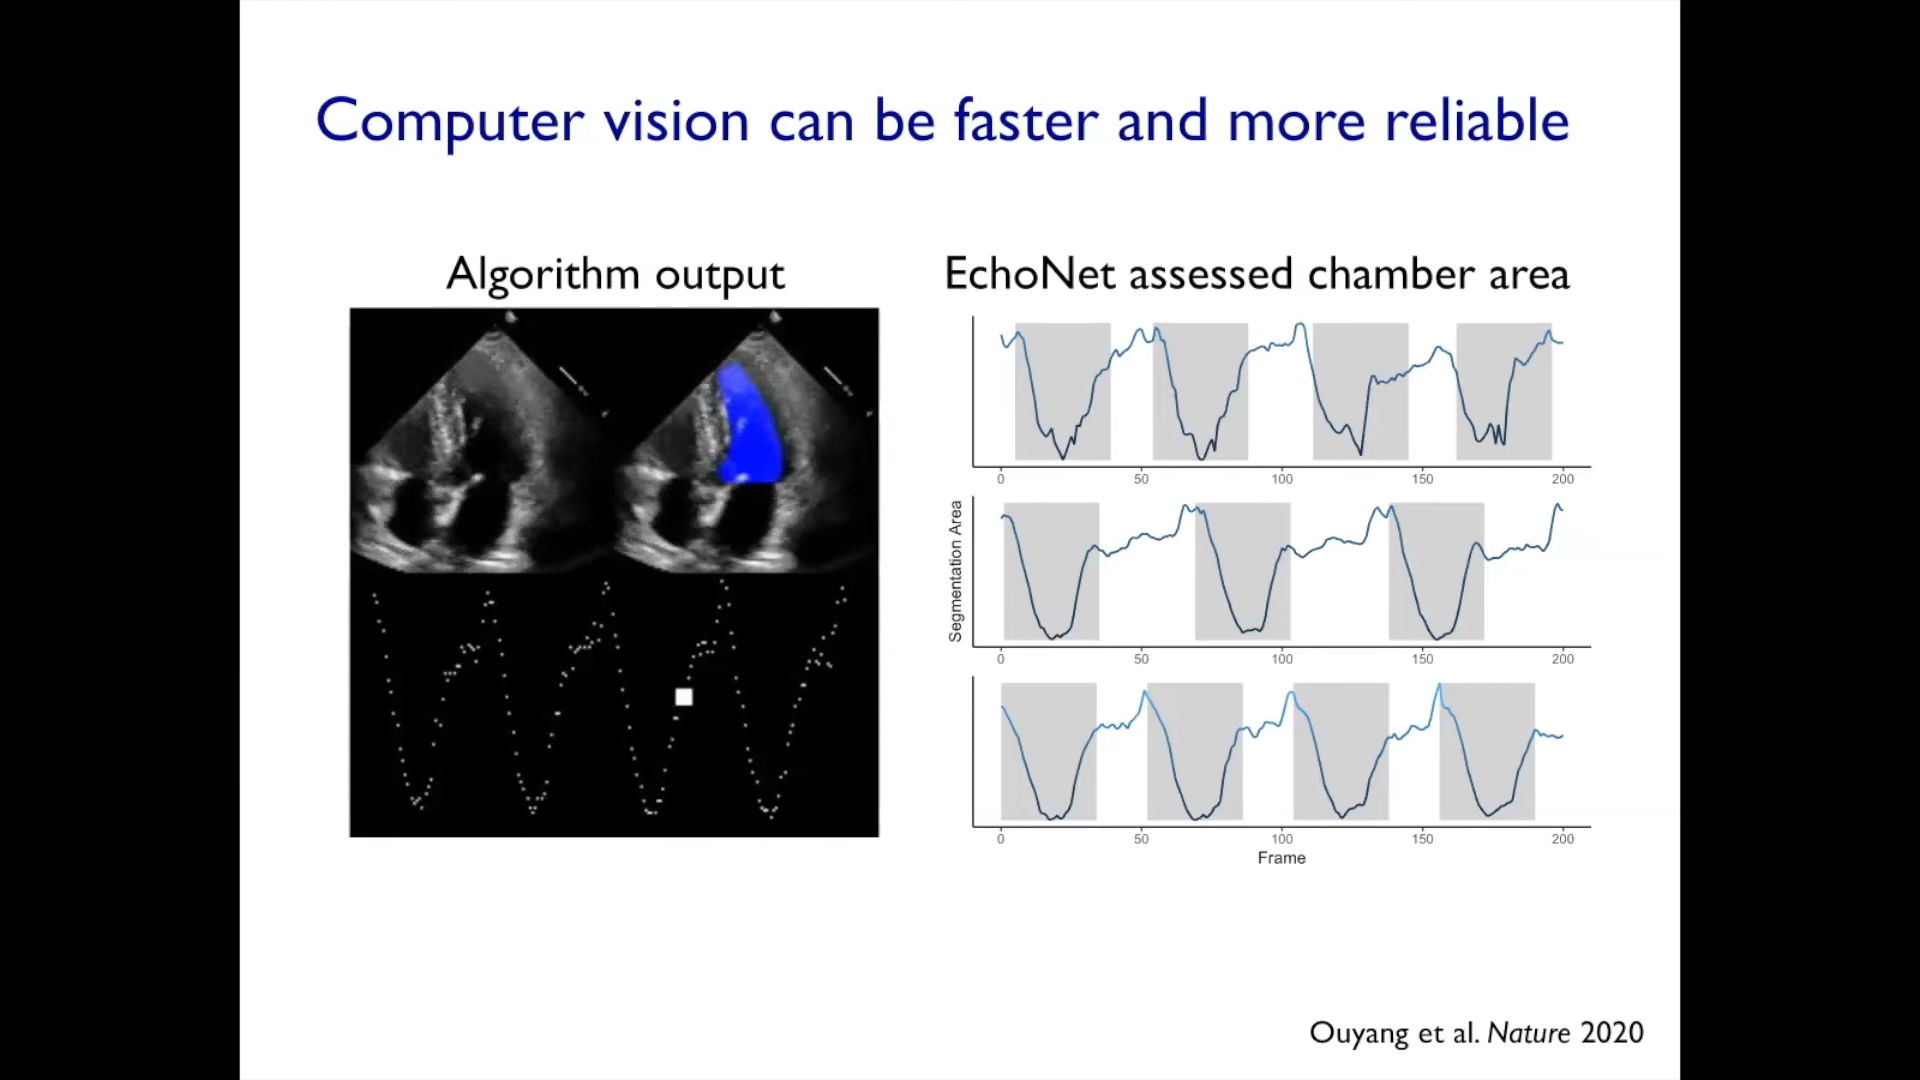 Computer vision can be faster and more reliable
Algorithm output
EchoNet assessed chamber area
0 50 100 150 200
Segmentation Area
0 50 100 150 200
0 50 100 150 200
Frame
Ouyang et al. Nature 2020